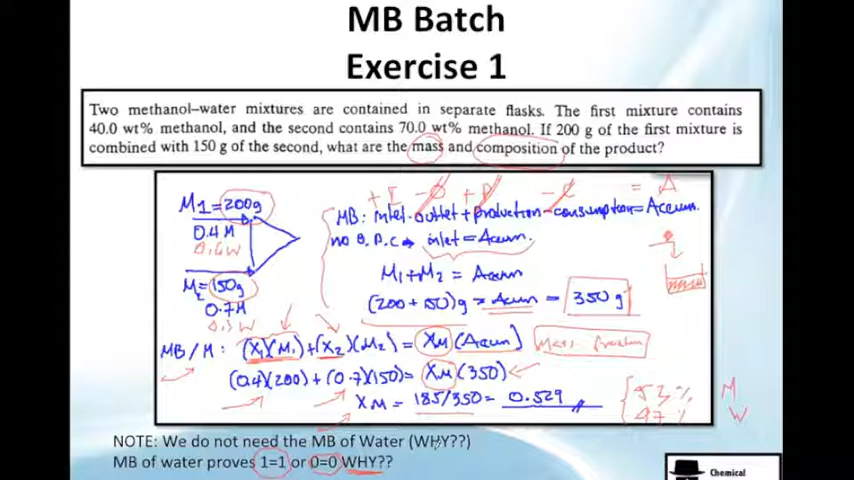 MB Batch
Exercise 1
Two methanol-water mixtures are contained in separate flasks. The first mixture contains
40.0 wt% methanol, and the second contains 70.0 wt% methanol. If 200 g of the first mixture is
combined with 150 g of the second, what are the mass and composition of the product?
+I -O +P -C = A
M1=200g
MB: inlet-outlet+production-consumption=Accum.
0.4M
0.6W
no O.P.C → inlet = Accum.
M1+M2 = Accum
M2=150g
(200+150)g = Accum = 350 g
0.7M
0.3W
MB/M: (X1)(M1)+(X2)(M2)= XM(Accum) Mass fraction
(0.4)(200)+(0.7)(150)= XM(350)
XM = 185/350= 0.529
53% M
47% W
NOTE: We do not need the MB of Water (WHY??)
MB of water proves 1=1 or 0=0 WHY??
Chemical